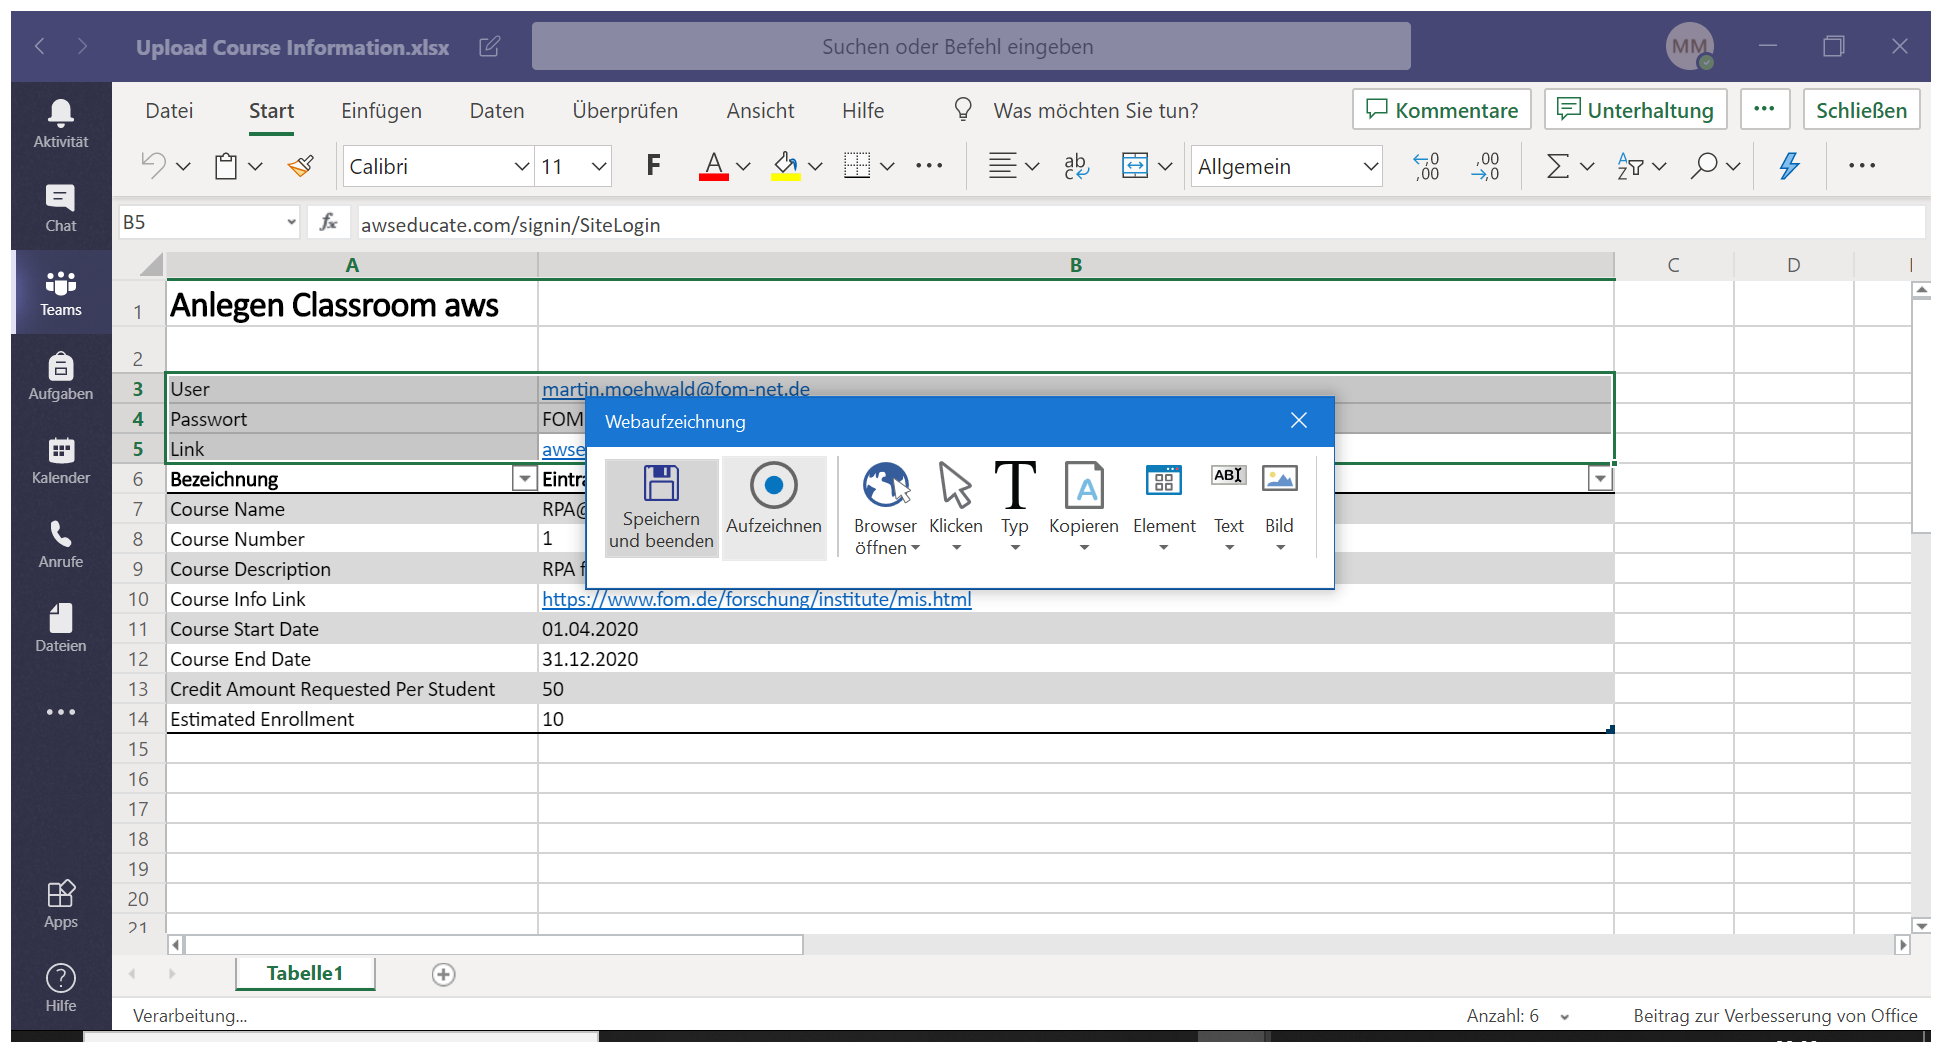 Upload Course Information.xlsx
Suchen oder Befehl eingeben
MM
Datei Start Einfügen Daten Überprüfen Ansicht Hilfe Was möchten Sie tun? Kommentare Unterhaltung ... Schließen
Calibri 11 F A ab c Allgemein ←,0 ,00 ,00 →,0 Σ A Z ...
B5 fx awseducate.com/signin/SiteLogin
Aktivität
Chat
Teams
Aufgaben
Kalender
Anrufe
Dateien
...
Apps
Hilfe
A B C D
1 Anlegen Classroom aws
2
3 User martin.moehwald@fom-net.de
4 Passwort FOM
5 Link awse
6 Bezeichnung Eintra
7 Course Name RPA@
8 Course Number 1
9 Course Description RPA f
10 Course Info Link https://www.fom.de/forschung/institute/mis.html
11 Course Start Date 01.04.2020
12 Course End Date 31.12.2020
13 Credit Amount Requested Per Student 50
14 Estimated Enrollment 10
15
16
17
18
19
20
21
Webaufzeichnung
Speichern und beenden
Aufzeichnen
Browser öffnen
Klicken
T Typ
A Kopieren
Element
ABI Text
Bild
Tabelle1
Verarbeitung... Anzahl: 6 Beitrag zur Verbesserung von Office